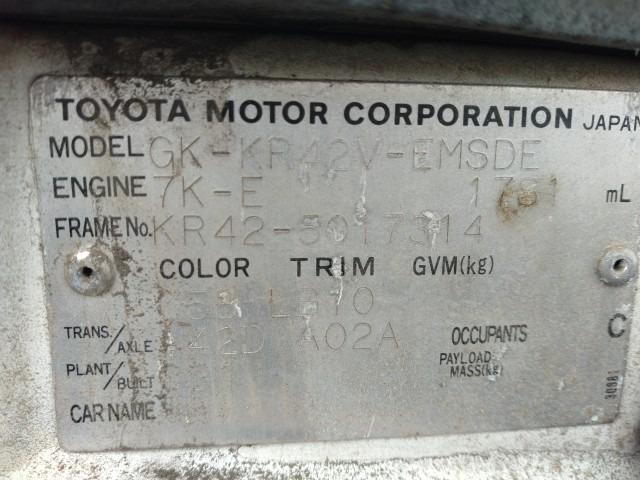 TOYOTA MOTOR CORPORATION JAPAN
MODEL GK-KR42V-EMSDE
ENGINE 7K-E 1781 mL
FRAME No. KR42-5017314
COLOR TRIM GVM(kg)
TRANS./AXLE A02A OCCUPANTS C
PAYLOAD MASS(kg)
PLANT/BUILT
CAR NAME